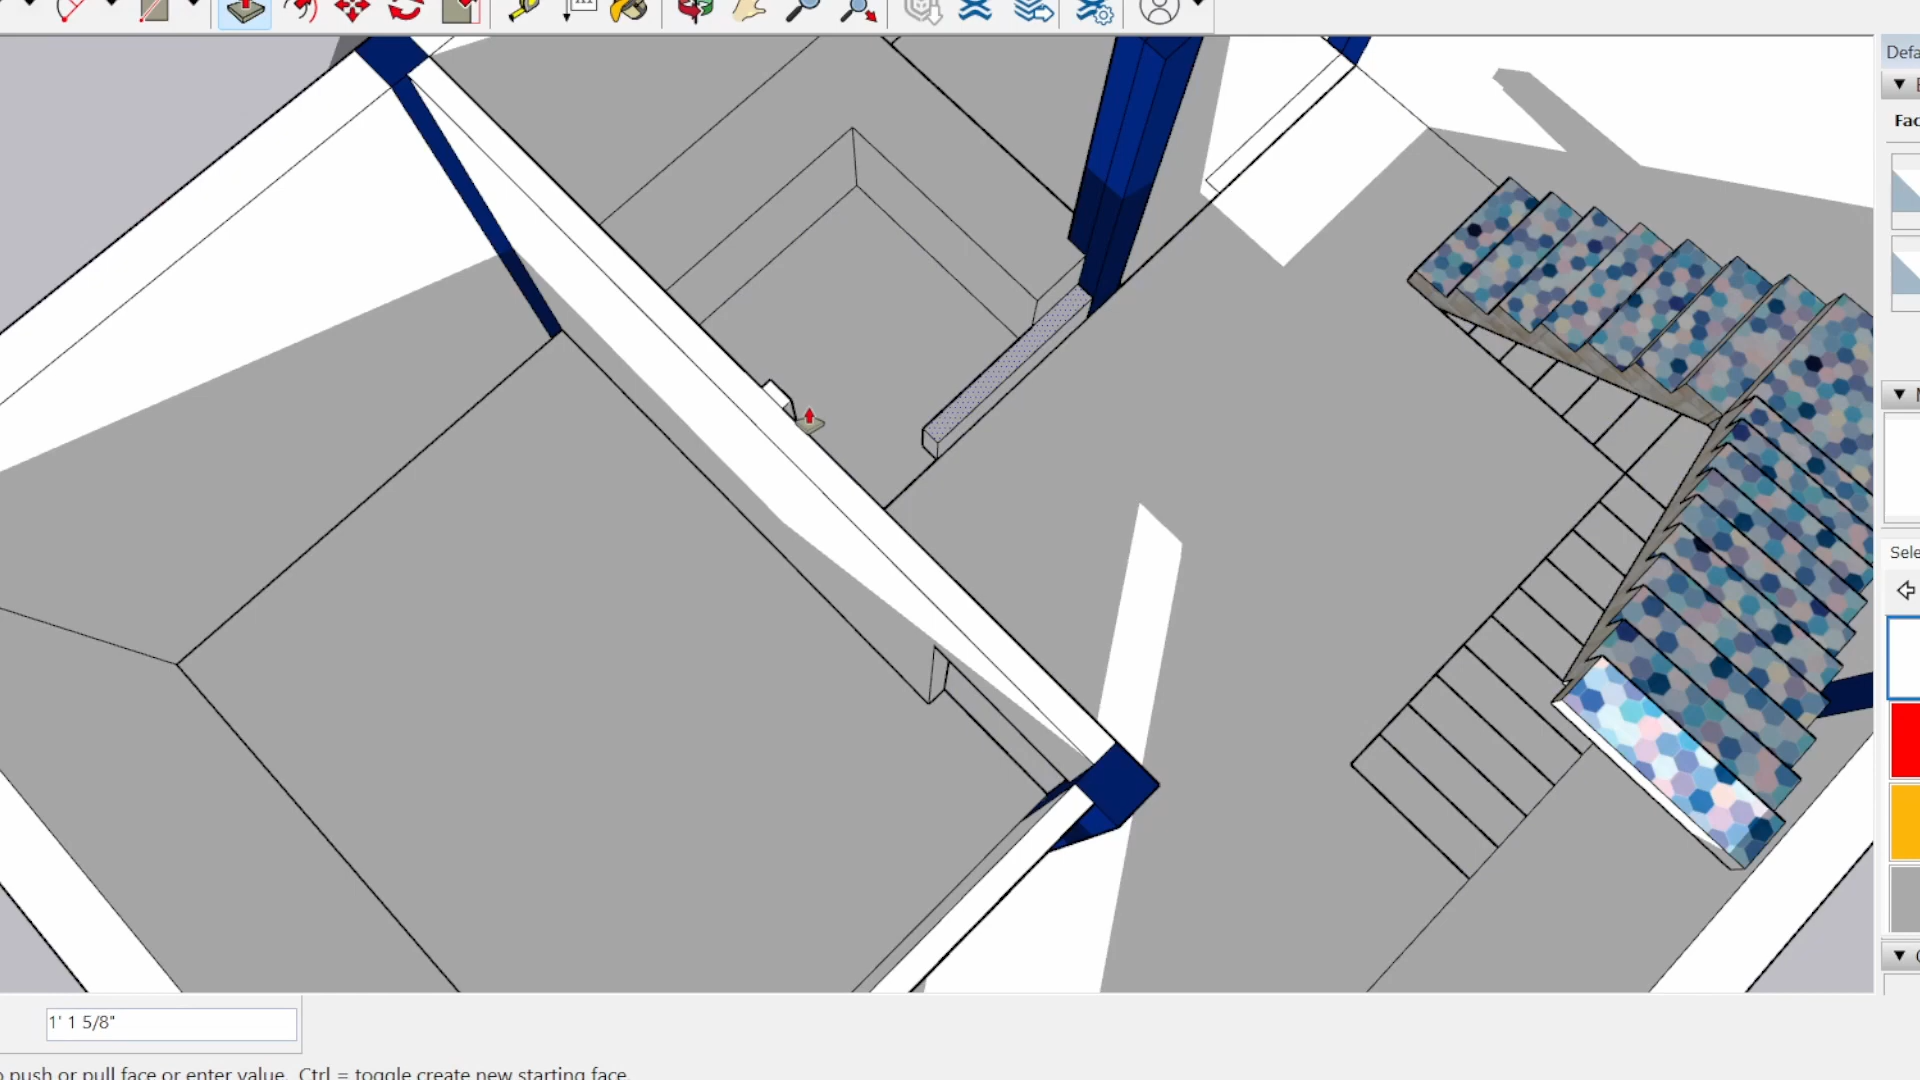 Defa
Fac
Sele
1' 1 5/8"
push or pull face or enter value. Ctrl = toggle create new starting face.